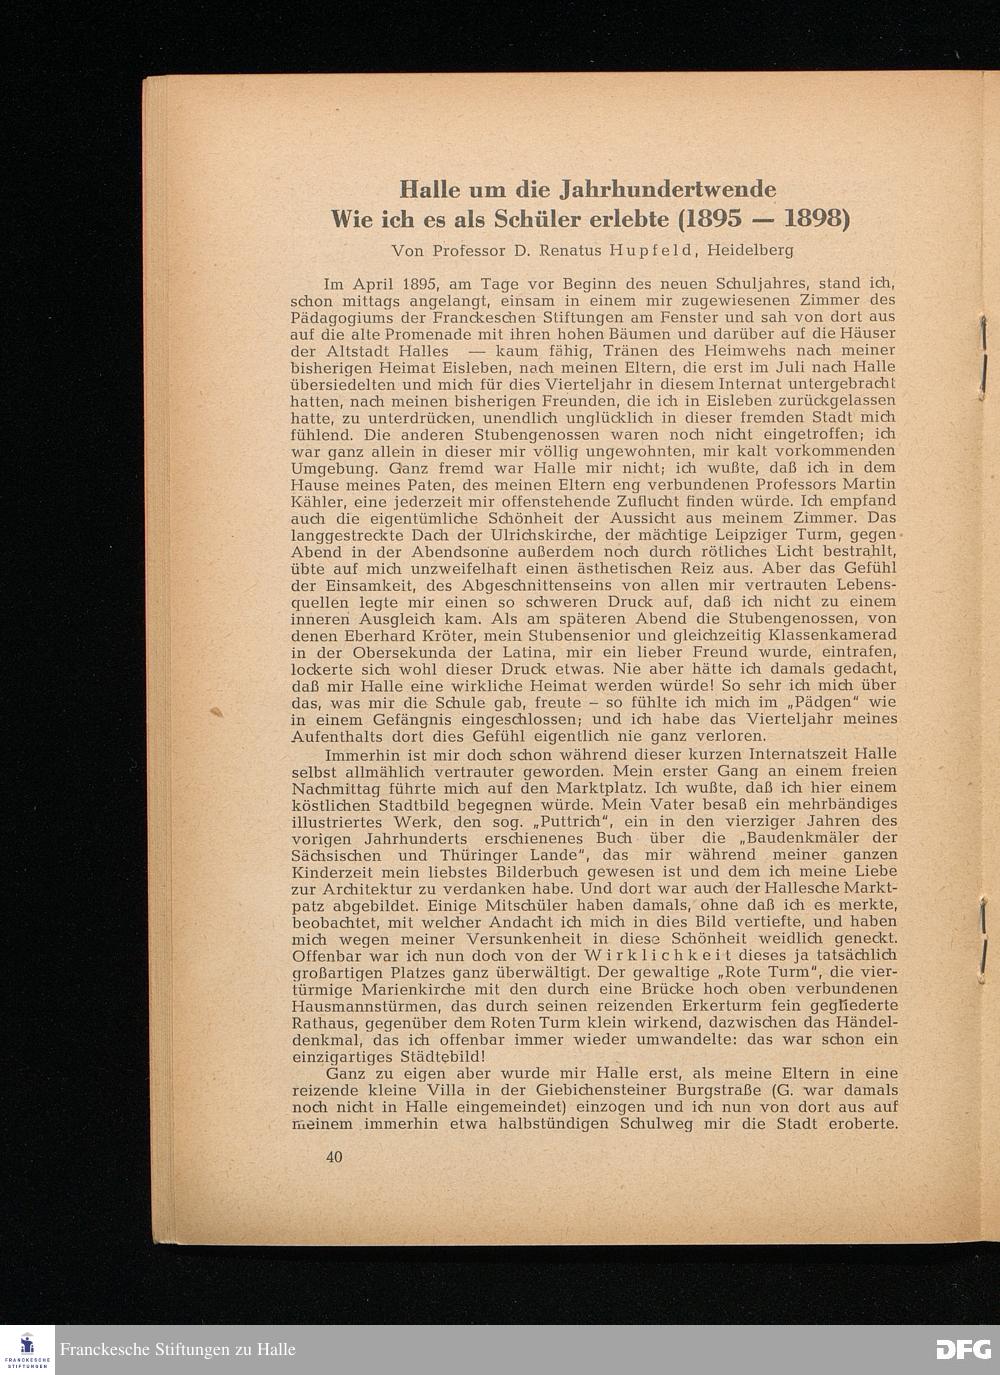 Halle um die Jahrhundertwende
Wie ich es als Schüler erlebte (1895 — 1898)
Von Professor D. Renatus Hupfeld, Heidelberg
Im April 1895, am Tage vor Beginn des neuen Schuljahres, stand ich,
schon mittags angelangt, einsam in einem mir zugewiesenen Zimmer des
Pädagogiums der Franckeschen Stiftungen am Fenster und sah von dort aus
auf die alte Promenade mit ihren hohen Bäumen und darüber auf die Häuser
der Altstadt Halles — kaum fähig, Tränen des Heimwehs nach meiner
bisherigen Heimat Eisleben, nach meinen Eltern, die erst im Juli nach Halle
übersiedelten und mich für dies Vierteljahr in diesem Internat untergebracht
hatten, nach meinen bisherigen Freunden, die ich in Eisleben zurückgelassen
hatte, zu unterdrücken, unendlich unglücklich in dieser fremden Stadt mich
fühlend. Die anderen Stubengenossen waren noch nicht eingetroffen; ich
war ganz allein in dieser mir völlig ungewohnten, mir kalt vorkommenden
Umgebung. Ganz fremd war Halle mir nicht; ich wußte, daß ich in dem
Hause meines Paten, des meinen Eltern eng verbundenen Professors Martin
Kähler, eine jederzeit mir offenstehende Zuflucht finden würde. Ich empfand
auch die eigentümliche Schönheit der Aussicht aus meinem Zimmer. Das
langgestreckte Dach der Ulrichskirche, der mächtige Leipziger Turm, gegen
Abend in der Abendsonne außerdem noch durch rötliches Licht bestrahlt,
übte auf mich unzweifelhaft einen ästhetischen Reiz aus. Aber das Gefühl
der Einsamkeit, des Abgeschnittenseins von allen mir vertrauten Lebens-
quellen legte mir einen so schweren Druck auf, daß ich nicht zu einem
inneren Ausgleich kam. Als am späteren Abend die Stubengenossen, von
denen Eberhard Kröter, mein Stubensenior und gleichzeitig Klassenkamerad
in der Obersekunda der Latina, mir ein lieber Freund wurde, eintrafen,
lockerte sich wohl dieser Druck etwas. Nie aber hätte ich damals gedacht,
daß mir Halle eine wirkliche Heimat werden würde! So sehr ich mich über
das, was mir die Schule gab, freute – so fühlte ich mich im „Pädgen“ wie
in einem Gefängnis eingeschlossen; und ich habe das Vierteljahr meines
Aufenthalts dort dies Gefühl eigentlich nie ganz verloren.
Immerhin ist mir doch schon während dieser kurzen Internatszeit Halle
selbst allmählich vertrauter geworden. Mein erster Gang an einem freien
Nachmittag führte mich auf den Marktplatz. Ich wußte, daß ich hier einem
köstlichen Stadtbild begegnen würde. Mein Vater besaß ein mehrbändiges
illustriertes Werk, den sog. „Puttrich“, ein in den vierziger Jahren des
vorigen Jahrhunderts erschienenes Buch über die „Baudenkmäler der
Sächsischen und Thüringer Lande“, das mir während meiner ganzen
Kinderzeit mein liebstes Bilderbuch gewesen ist und dem ich meine Liebe
zur Architektur zu verdanken habe. Und dort war auch der Hallesche Markt-
patz abgebildet. Einige Mitschüler haben damals, ohne daß ich es merkte,
beobachtet, mit welcher Andacht ich mich in dies Bild vertiefte, und haben
mich wegen meiner Versunkenheit in diese Schönheit weidlich geneckt.
Offenbar war ich nun doch von der Wirklichkeit dieses ja tatsächlich
großartigen Platzes ganz überwältigt. Der gewaltige „Rote Turm“, die vier-
türmige Marienkirche mit den durch eine Brücke hoch oben verbundenen
Hausmannstürmen, das durch seinen reizenden Erkerturm fein gegliederte
Rathaus, gegenüber dem Roten Turm klein wirkend, dazwischen das Händel-
denkmal, das ich offenbar immer wieder umwandelte: das war schon ein
einzigartiges Städtebild!
Ganz zu eigen aber wurde mir Halle erst, als meine Eltern in eine
reizende kleine Villa in der Giebichensteiner Burgstraße (G. war damals
noch nicht in Halle eingemeindet) einzogen und ich nun von dort aus auf
meinem immerhin etwa halbstündigen Schulweg mir die Stadt eroberte.
40
FRANCKESCHE
STIFTUNGEN
Franckesche Stiftungen zu Halle
DFG